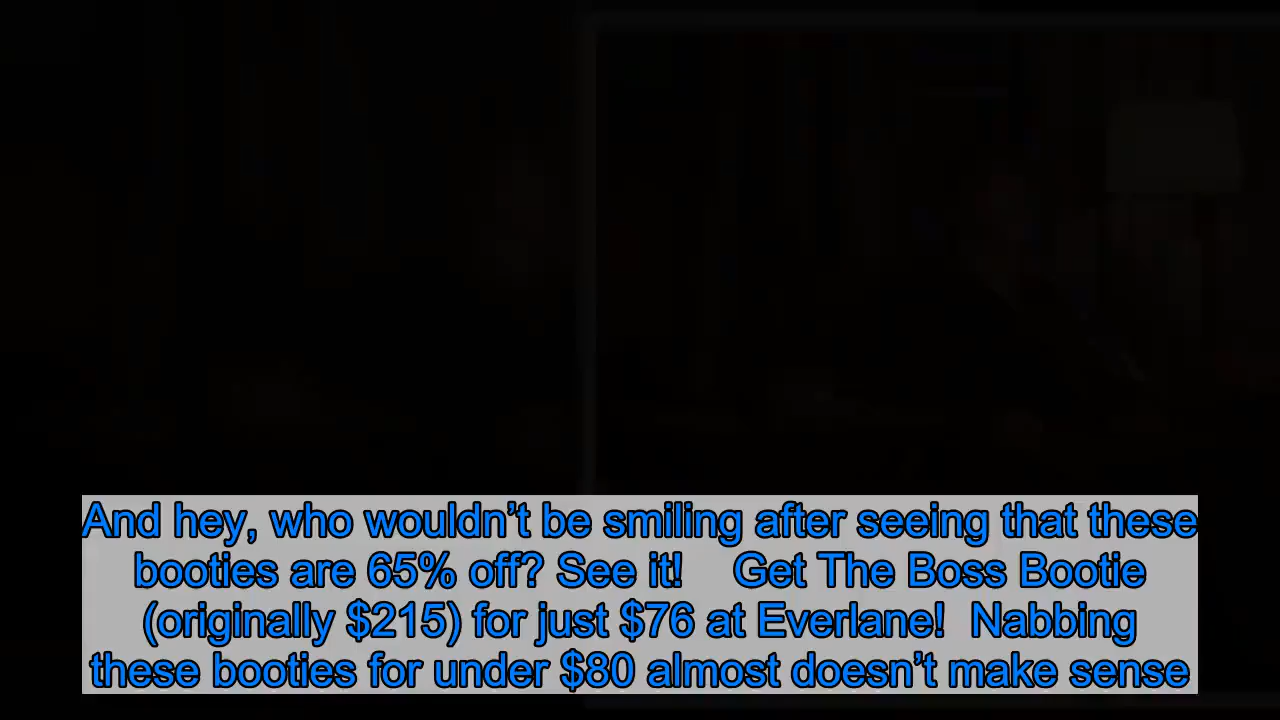 And hey, who wouldn’t be smiling after seeing that these
booties are 65% off? See it!    Get The Boss Bootie
(originally $215) for just $76 at Everlane!  Nabbing
these booties for under $80 almost doesn’t make sense